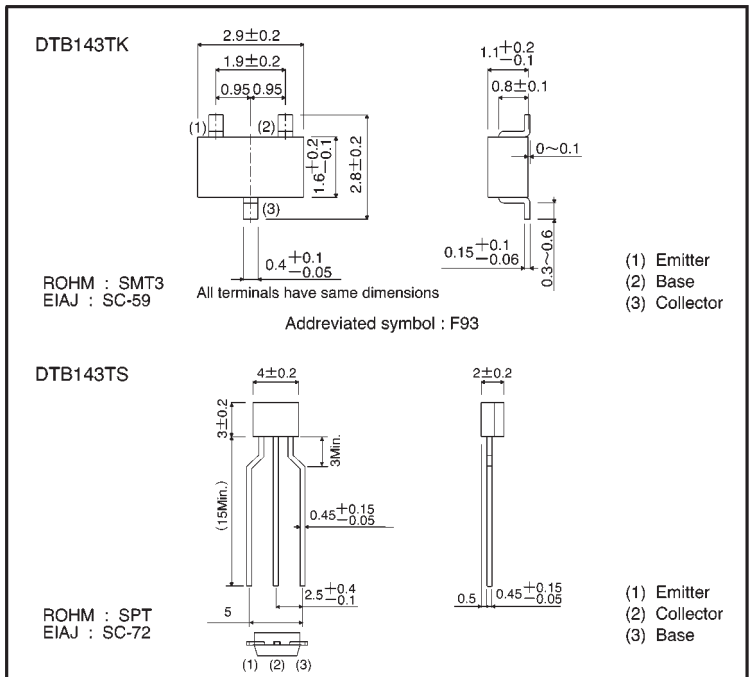 DTB143TK
2.9±0.2
1.9±0.2
0.95 0.95
(1)
(2)
(3)
1.6+0.2−0.1
2.8±0.2
0.4+0.1−0.05
All terminals have same dimensions
1.1+0.2−0.1
0.8±0.1
0～0.1
0.15+0.1−0.06
0.3～0.6
ROHM : SMT3
EIAJ : SC-59
Addreviated symbol : F93
(1) Emitter
(2) Base
(3) Collector
DTB143TS
4±0.2
3±0.2
3Min.
(15Min.)
0.45+0.15−0.05
2.5+0.4−0.1
5
(1) (2) (3)
2±0.2
0.5
0.45+0.15−0.05
ROHM : SPT
EIAJ : SC-72
(1) Emitter
(2) Collector
(3) Base